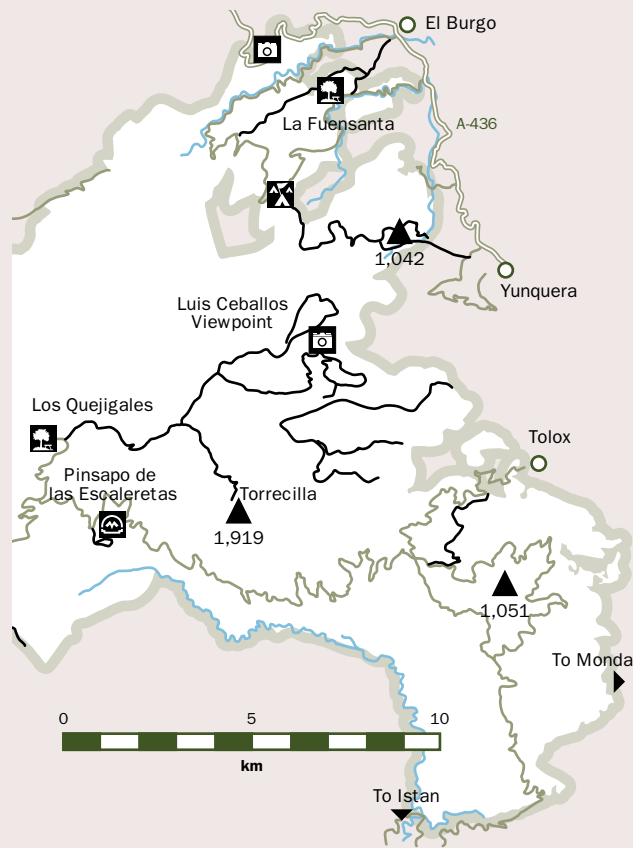 El Burgo
A-436
La Fuensanta
1,042
Yunquera
Luis Ceballos
Viewpoint
Los Quejigales
Tolox
Pinsapo de
las Escaleretas
Torrecilla
1,919
1,051
To Monda
0 5 10
km
To Istan